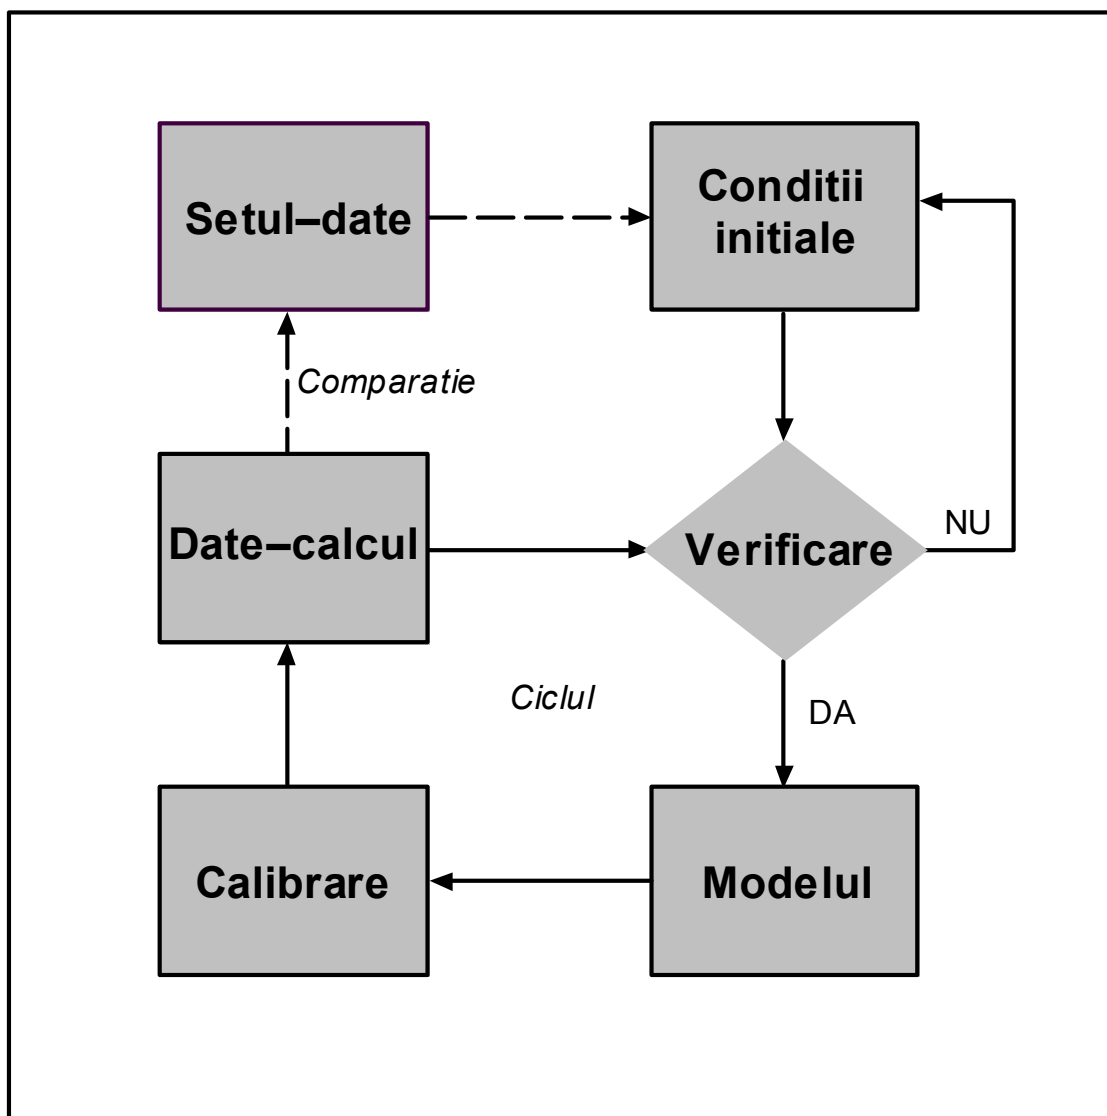 Setul–date
Conditii
initiale
Comparatie
Date–calcul
Verificare
NU
Ciclul
DA
Calibrare
Modelul